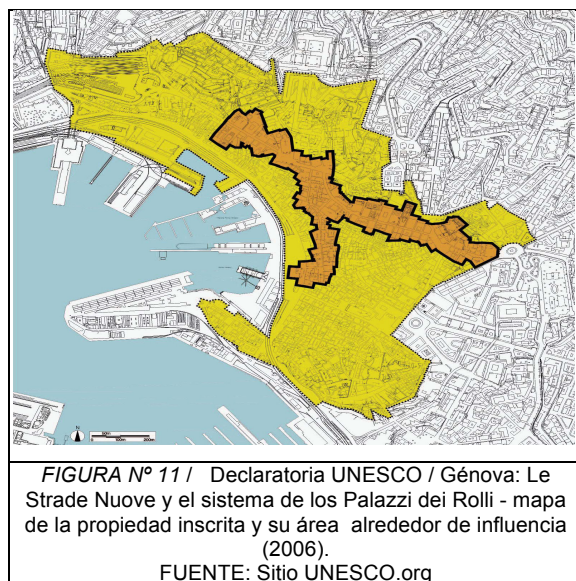 N
FIGURA Nº 11 / Declaratoria UNESCO / Génova: Le
Strade Nuove y el sistema de los Palazzi dei Rolli - mapa
de la propiedad inscrita y su área alrededor de influencia
(2006).
FUENTE: Sitio UNESCO.org